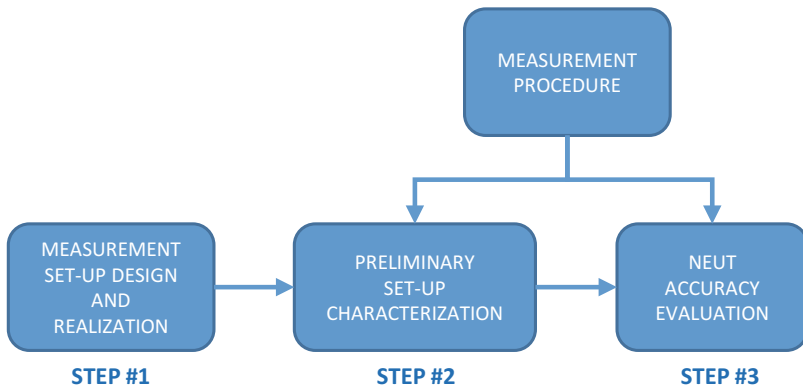 MEASUREMENT
PROCEDURE
MEASUREMENT
SET-UP DESIGN
AND
REALIZATION
PRELIMINARY
SET-UP
CHARACTERIZATION
NEUT
ACCURACY
EVALUATION
STEP #1
STEP #2
STEP #3